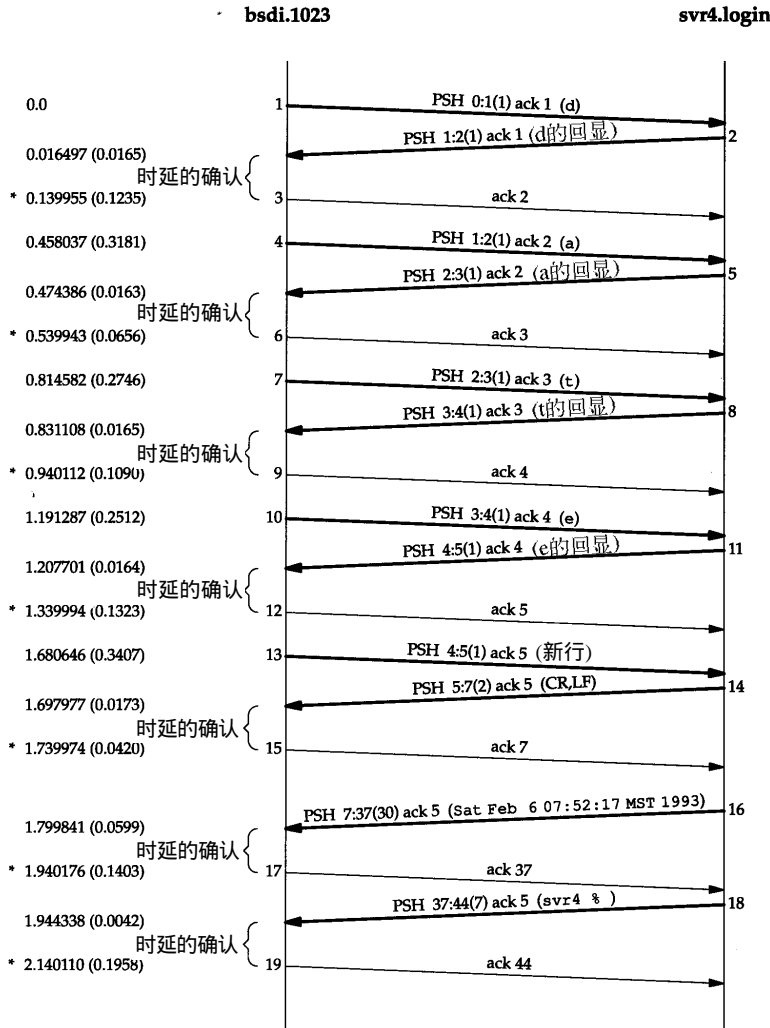 bsdi.1023 svr4.login
0.0 1 PSH 0:1(1) ack 1 (d)
PSH 1:2(1) ack 1 (d的回显) 2
0.016497 (0.0165)
时延的确认
* 0.139955 (0.1235) 3 ack 2
0.458037 (0.3181) 4 PSH 1:2(1) ack 2 (a)
PSH 2:3(1) ack 2 (a的回显) 5
0.474386 (0.0163)
时延的确认
* 0.539943 (0.0656) 6 ack 3
0.814582 (0.2746) 7 PSH 2:3(1) ack 3 (t)
PSH 3:4(1) ack 3 (t的回显) 8
0.831108 (0.0165)
时延的确认
* 0.940112 (0.1090) 9 ack 4
1.191287 (0.2512) 10 PSH 3:4(1) ack 4 (e)
PSH 4:5(1) ack 4 (e的回显) 11
1.207701 (0.0164)
时延的确认
* 1.339994 (0.1323) 12 ack 5
1.680646 (0.3407) 13 PSH 4:5(1) ack 5 (新行)
PSH 5:7(2) ack 5 (CR,LF) 14
1.697977 (0.0173)
时延的确认
* 1.739974 (0.0420) 15 ack 7
PSH 7:37(30) ack 5 (Sat Feb 6 07:52:17 MST 1993) 16
1.799841 (0.0599)
时延的确认
* 1.940176 (0.1403) 17 ack 37
PSH 37:44(7) ack 5 (svr4 % ) 18
1.944338 (0.0042)
时延的确认
* 2.140110 (0.1958) 19 ack 44